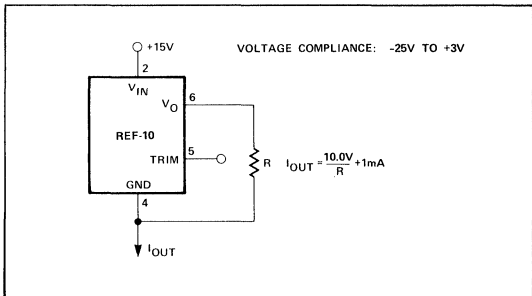 +15V
VOLTAGE COMPLIANCE: -25V TO +3V
2
VIN
VO
6
REF-10
TRIM
5
R
IOUT = 10.0V/R + 1mA
GND
4
IOUT